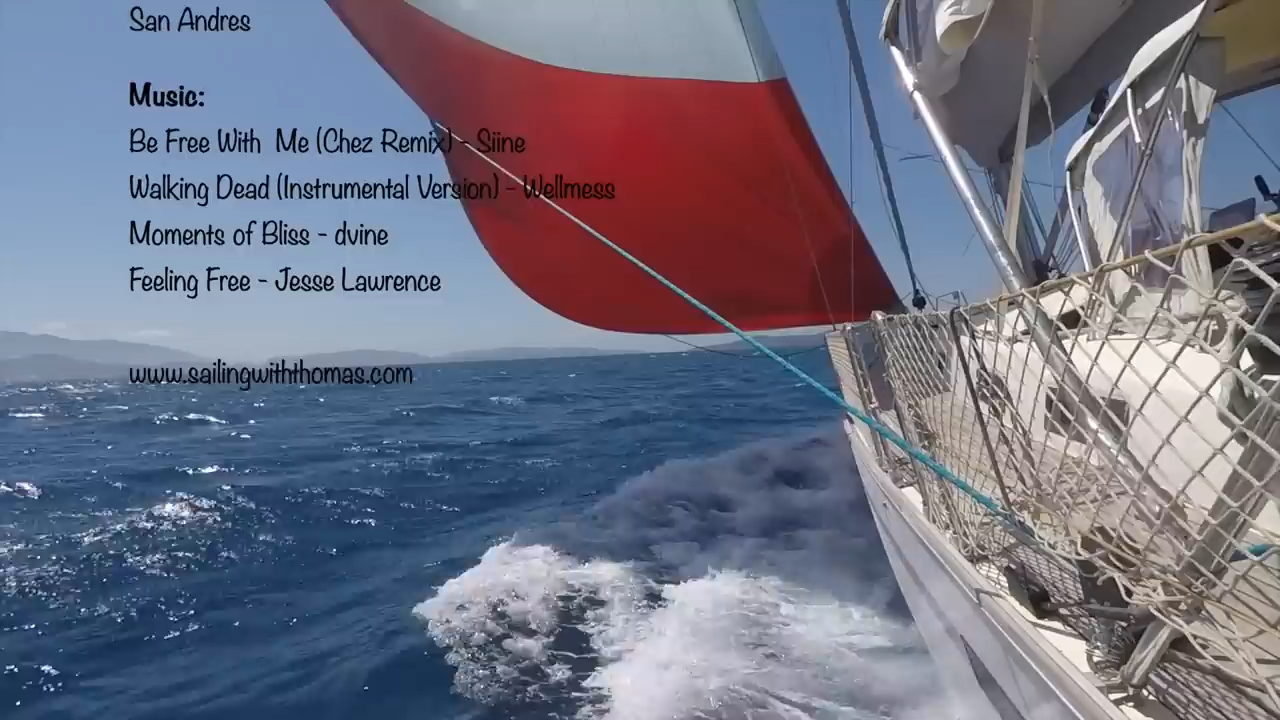 San Andres
Music:
Be Free With Me (Chez Remix) - Siine
Walking Dead (Instrumental Version) - Wellmess
Moments of Bliss - dvine
Feeling Free - Jesse Lawrence
www.sailingwiththomas.com